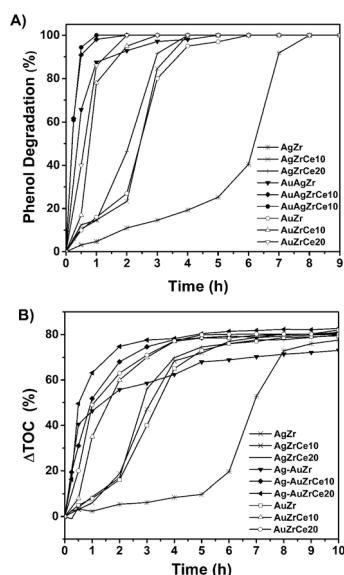 A)
Phenol Degradation (%)
100
80
60
40
20
0
AgZr
AgZrCe10
AgZrCe20
AuAgZr
AuAgZrCe10
AuAgZrCe10
AuZr
AuZrCe10
AuZrCe20
0 1 2 3 4 5 6 7 8 9
Time (h)
B)
ΔTOC (%)
100
80
60
40
20
0
AgZr
AgZrCe10
AgZrCe20
Ag-AuZr
Ag-AuZrCe10
Ag-AuZrCe20
AuZr
AuZrCe10
AuZrCe20
0 1 2 3 4 5 6 7 8 9 10
Time (h)